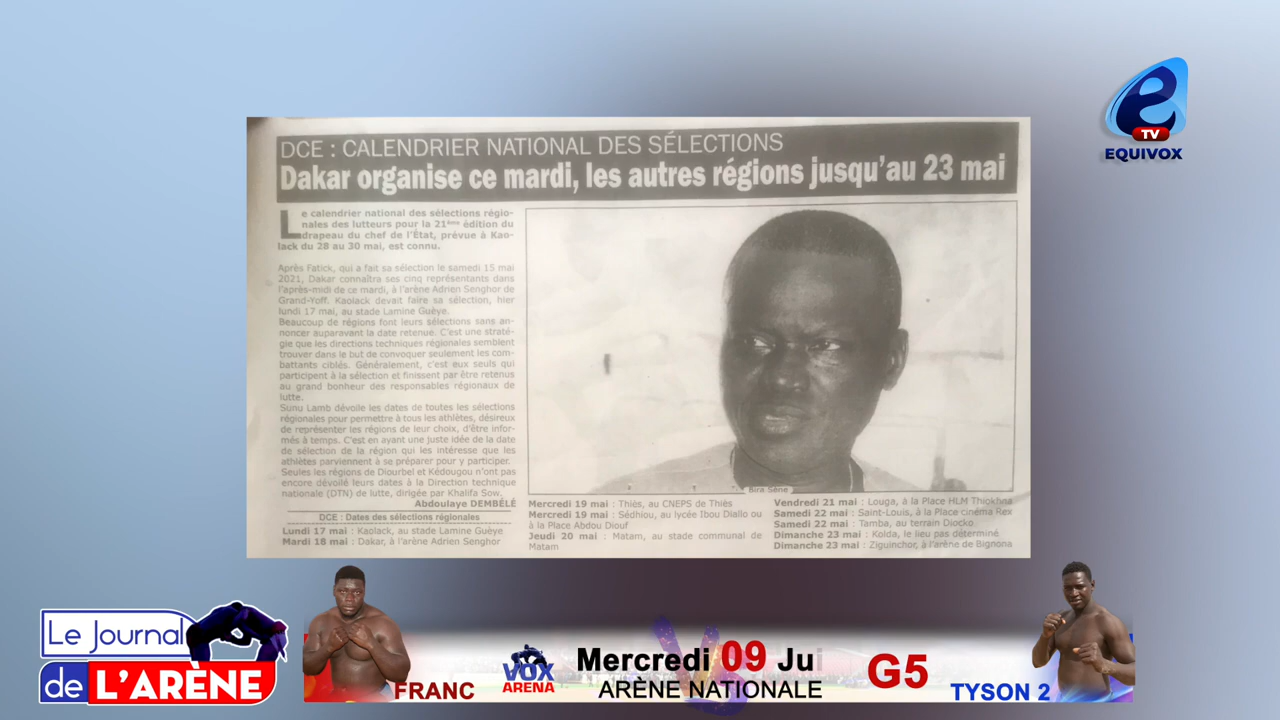 e
TV
EQUIVOX
DCE : CALENDRIER NATIONAL DES SÉLECTIONS
Dakar organise ce mardi, les autres régions jusqu'au 23 mai
Le calendrier national des sélections régio-
nales des lutteurs pour la 21ème édition du
drapeau du chef de l'État, prévue à Kao-
lack du 28 au 30 mai, est connu.
Après Fatick, qui a fait sa sélection le samedi 15 mai
2021, Dakar connaîtra ses cinq représentants dans
l'après-midi de ce mardi, à l'arène Adrien Senghor de
Grand-Yoff. Kaolack devait faire sa sélection, hier
lundi 17 mai, au stade Lamine Guèye.
Beaucoup de régions font leurs sélections sans an-
noncer auparavant la date retenue. C'est une straté-
gie que les directions techniques régionales semblent
trouver dans le but de convoquer seulement les com-
battants ciblés. Généralement, c'est eux seuls qui
participent à la sélection et finissent par être retenus
au grand bonheur des responsables régionaux de
lutte.
Sunu Lamb dévoile les dates de toutes les sélections
régionales pour permettre à tous les athlètes, désireux
de représenter les régions de leur choix, d'être infor-
més à temps. C'est en ayant une juste idée de la date
de sélection de la région qui les intéresse que les
athlètes parviennent à se préparer pour y participer.
Seules les régions de Diourbel et Kédougou n'ont pas
encore dévoilé leurs dates à la Direction technique
nationale (DTN) de lutte, dirigée par Khalifa Sow.
Abdoulaye DEMBÉLÉ
DCE : Dates des sélections régionales
Lundi 17 mai : Kaolack, au stade Lamine Guèye
Mardi 18 mai : Dakar, à l'arène Adrien Senghor
Bira Sène
Mercredi 19 mai : Thiès, au CNEPS de Thiès
Mercredi 19 mai : Sédhiou, au lycée Ibou Diallo ou
à la Place Abdou Diouf
Jeudi 20 mai : Matam, au stade communal de
Matam
Vendredi 21 mai : Louga, à la Place HLM Thiokhna
Samedi 22 mai : Saint-Louis, à la Place cinéma Rex
Samedi 22 mai : Tamba, au terrain Diocko
Dimanche 23 mai : Kolda, le lieu pas déterminé
Dimanche 23 mai : Ziguinchor, à l'arène de Bignona
Le Journal
de L'ARÈNE
FRANC
VOX
ARENA
Mercredi 09 Jui
ARÈNE NATIONALE
G5
TYSON 2